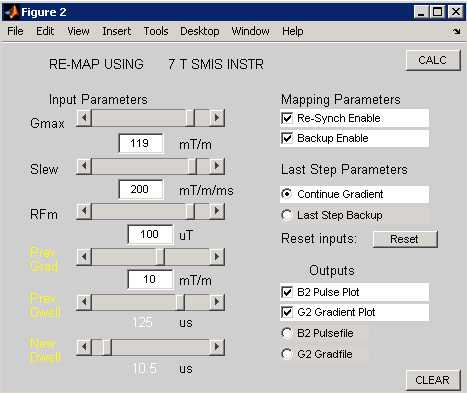 Figure 2
File Edit View Insert Tools Desktop Window Help
RE-MAP USING 7 T SMIS INSTR
CALC
Input Parameters
Gmax
119 mT/m
Slew
200 mT/m/ms
RFm
100 uT
Prev Grad
10 mT/m
Prev Dwell
125 us
New Dwell
10.5 us
Mapping Parameters
Re-Synch Enable
Backup Enable
Last Step Parameters
Continue Gradient
Last Step Backup
Reset inputs: Reset
Outputs
B2 Pulse Plot
G2 Gradient Plot
B2 Pulsefile
G2 Gradfile
CLEAR